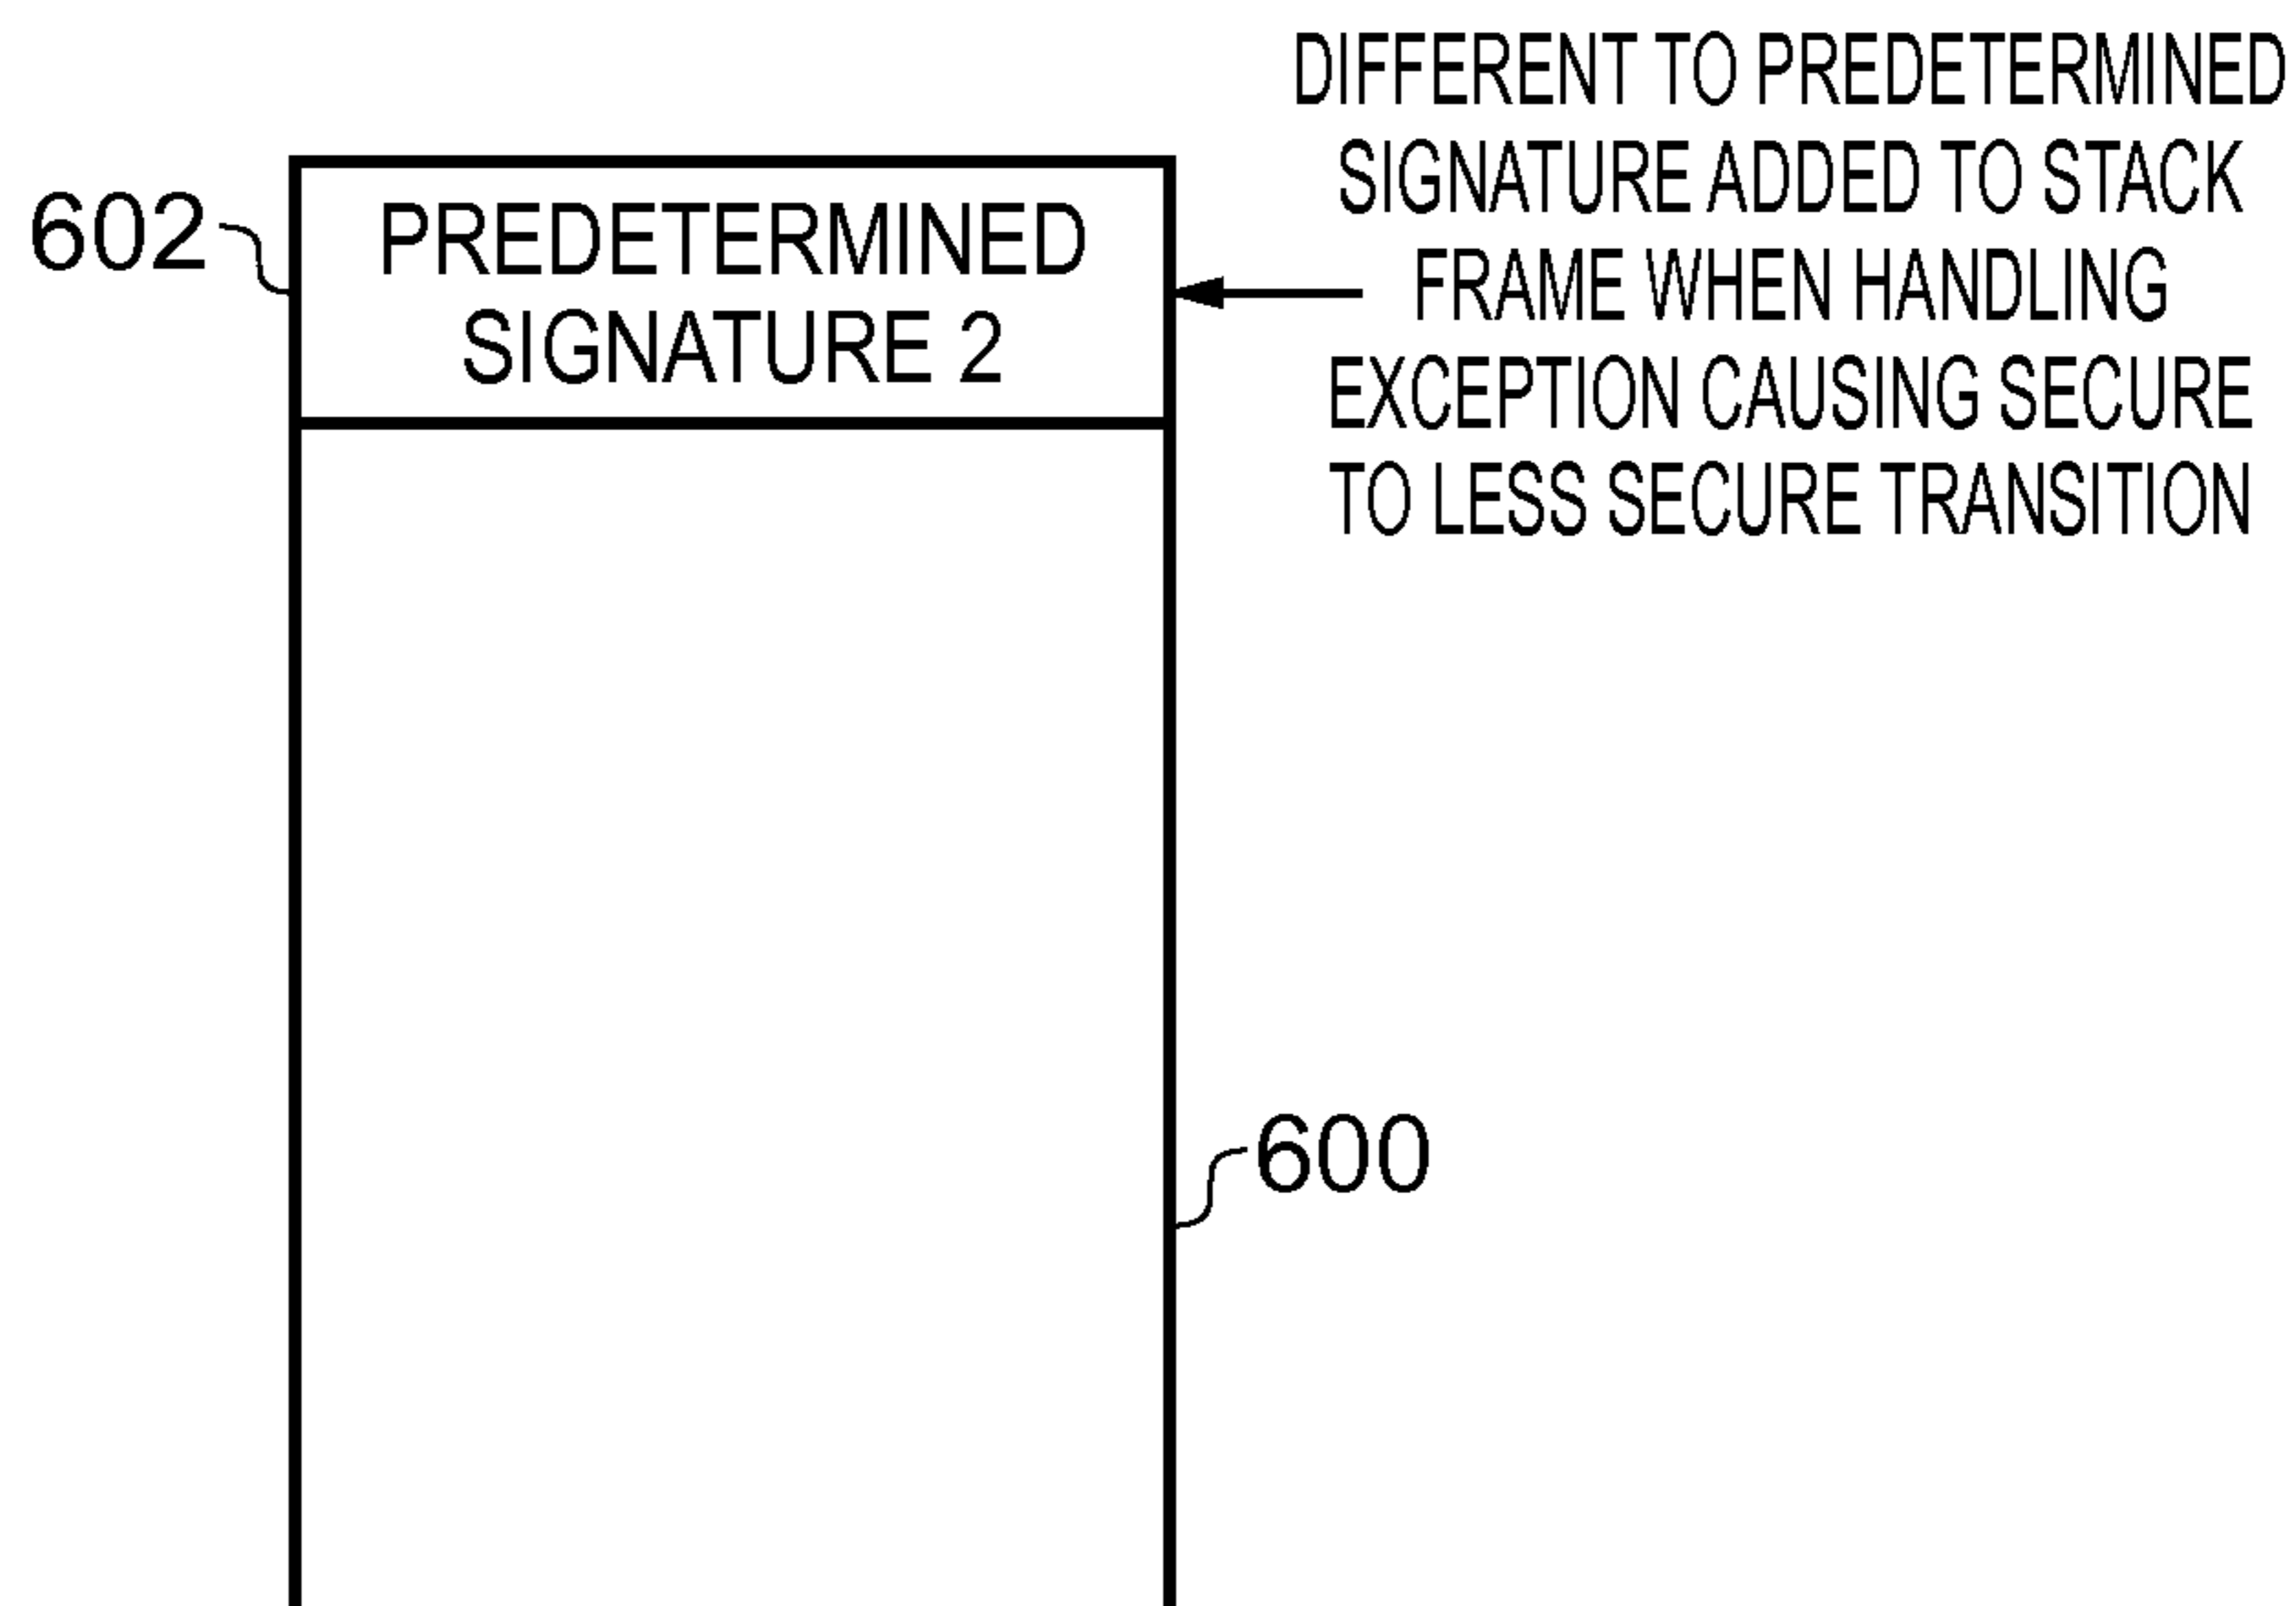 DIFFERENT TO PREDETERMINED
SIGNATURE ADDED TO STACK
FRAME WHEN HANDLING
EXCEPTION CAUSING SECURE
TO LESS SECURE TRANSITION
602
PREDETERMINED
SIGNATURE 2
600